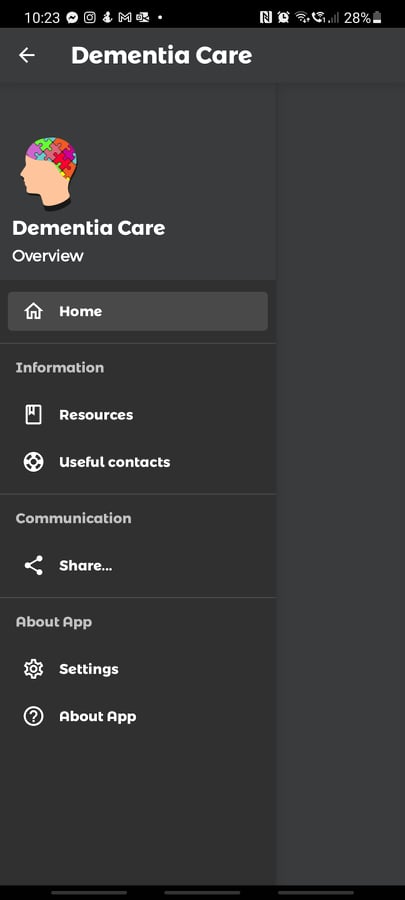 10:23 28%
Dementia Care
Dementia Care
Overview
Home
Information
Resources
Useful contacts
Communication
Share...
About App
Settings
About App